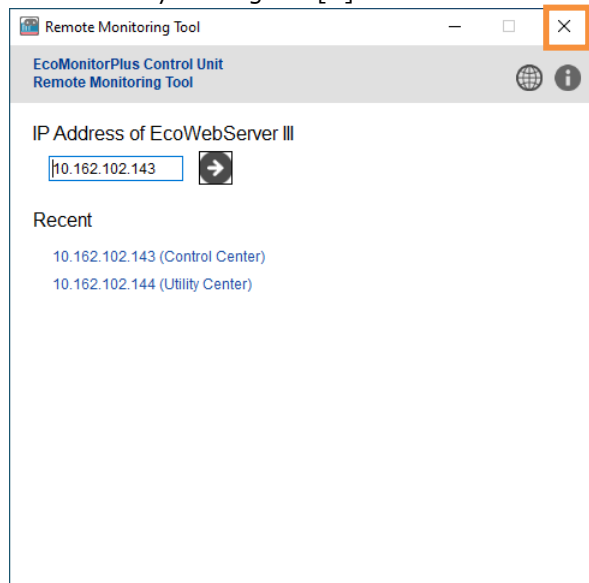 Remote Monitoring Tool
EcoMonitorPlus Control Unit
Remote Monitoring Tool
IP Address of EcoWebServer III
10.162.102.143
Recent
10.162.102.143 (Control Center)
10.162.102.144 (Utility Center)